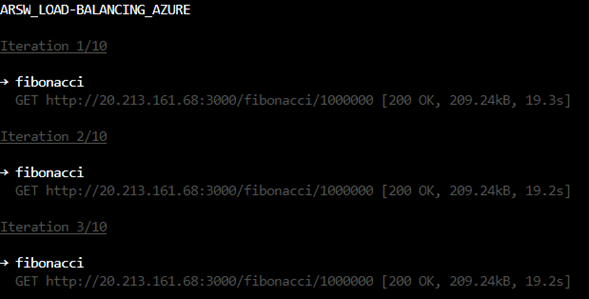 ARSW_LOAD-BALANCING_AZURE
Iteration 1/10
→ fibonacci
GET http://20.213.161.68:3000/fibonacci/1000000 [200 OK, 209.24kB, 19.3s]
Iteration 2/10
→ fibonacci
GET http://20.213.161.68:3000/fibonacci/1000000 [200 OK, 209.24kB, 19.2s]
Iteration 3/10
→ fibonacci
GET http://20.213.161.68:3000/fibonacci/1000000 [200 OK, 209.24kB, 19.2s]